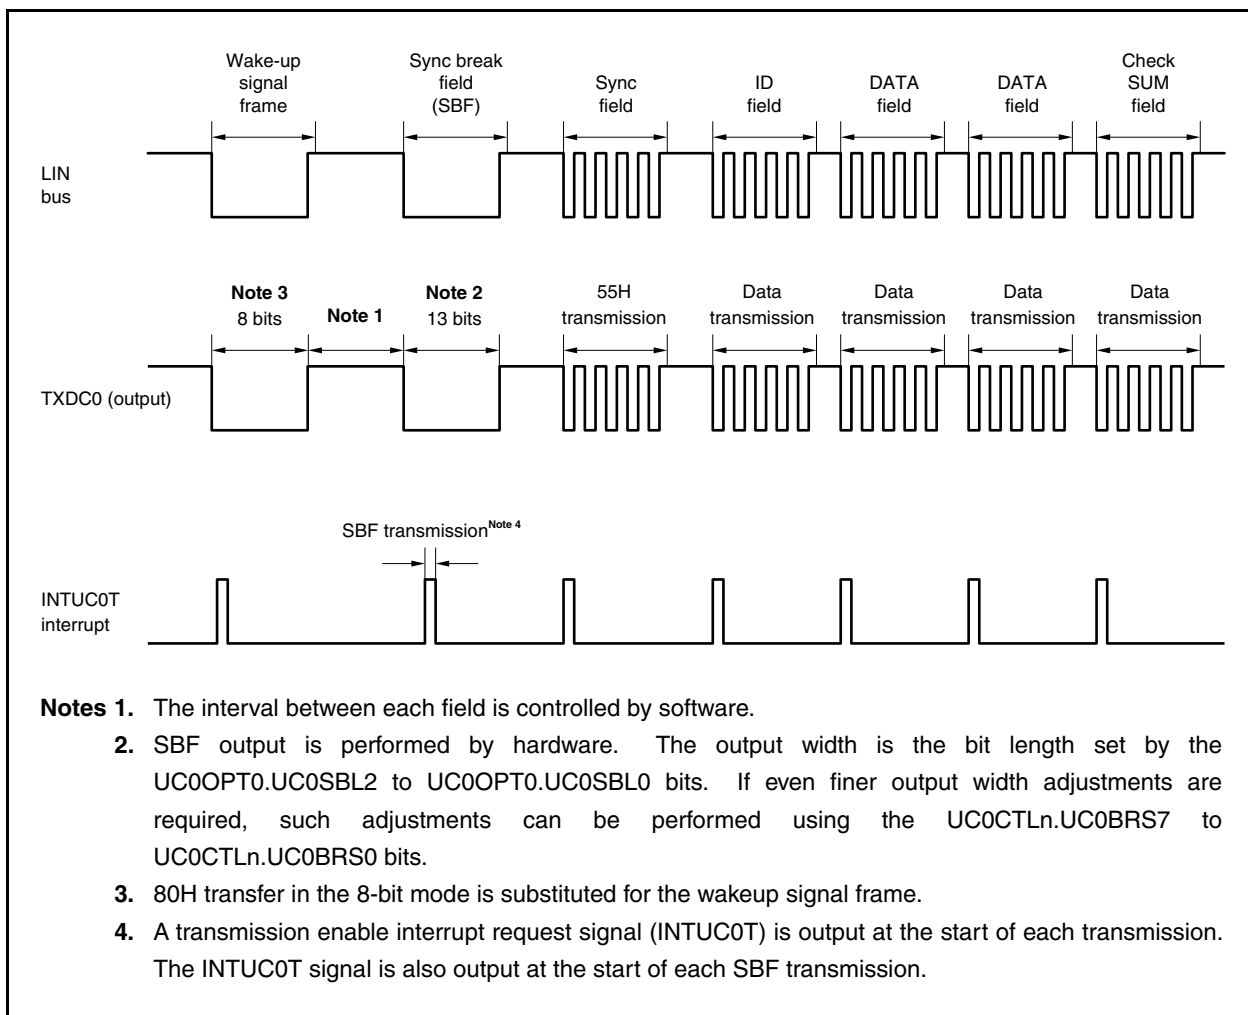 Wake-up
signal
frame
Sync break
field
(SBF)
Sync
field
ID
field
DATA
field
DATA
field
Check
SUM
field
LIN
bus
Note 3
8 bits
Note 1
Note 2
13 bits
55H
transmission
Data
transmission
Data
transmission
Data
transmission
Data
transmission
TXDC0 (output)
SBF transmission Note 4
INTUC0T
interrupt
Notes 1. The interval between each field is controlled by software.
2. SBF output is performed by hardware. The output width is the bit length set by the
UC0OPT0.UC0SBL2 to UC0OPT0.UC0SBL0 bits. If even finer output width adjustments are
required, such adjustments can be performed using the UC0CTLn.UC0BRS7 to
UC0CTLn.UC0BRS0 bits.
3. 80H transfer in the 8-bit mode is substituted for the wakeup signal frame.
4. A transmission enable interrupt request signal (INTUC0T) is output at the start of each transmission.
The INTUC0T signal is also output at the start of each SBF transmission.